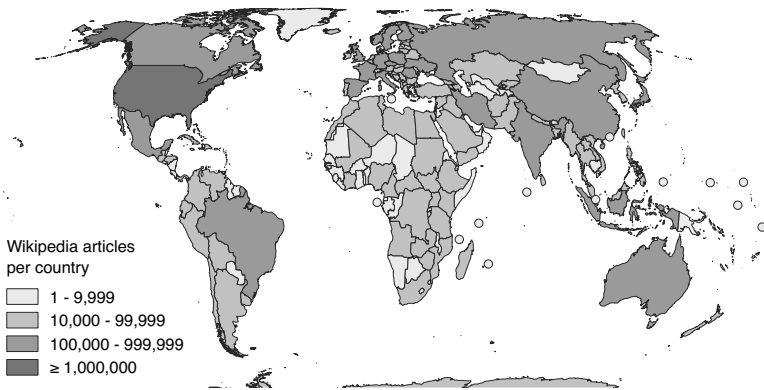 Wikipedia articles
per country
1 - 9,999
10,000 - 99,999
100,000 - 999,999
≥ 1,000,000